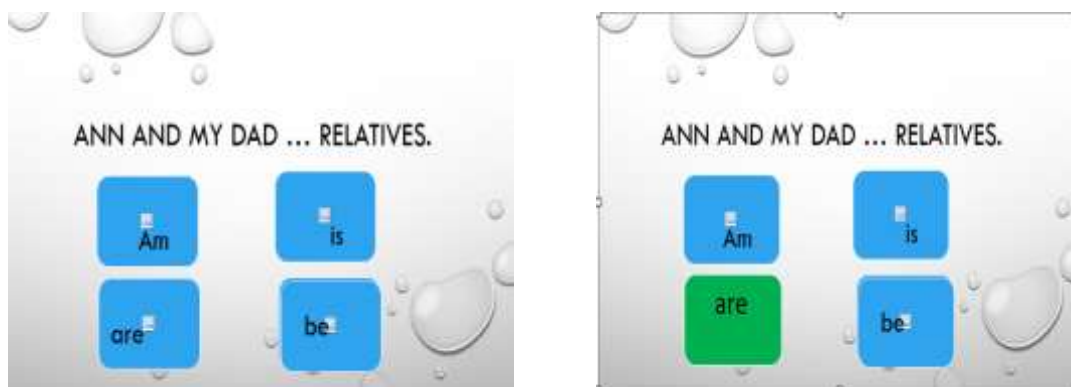 ANN AND MY DAD ... RELATIVES.
Am is
are be
ANN AND MY DAD ... RELATIVES.
Am is
are be